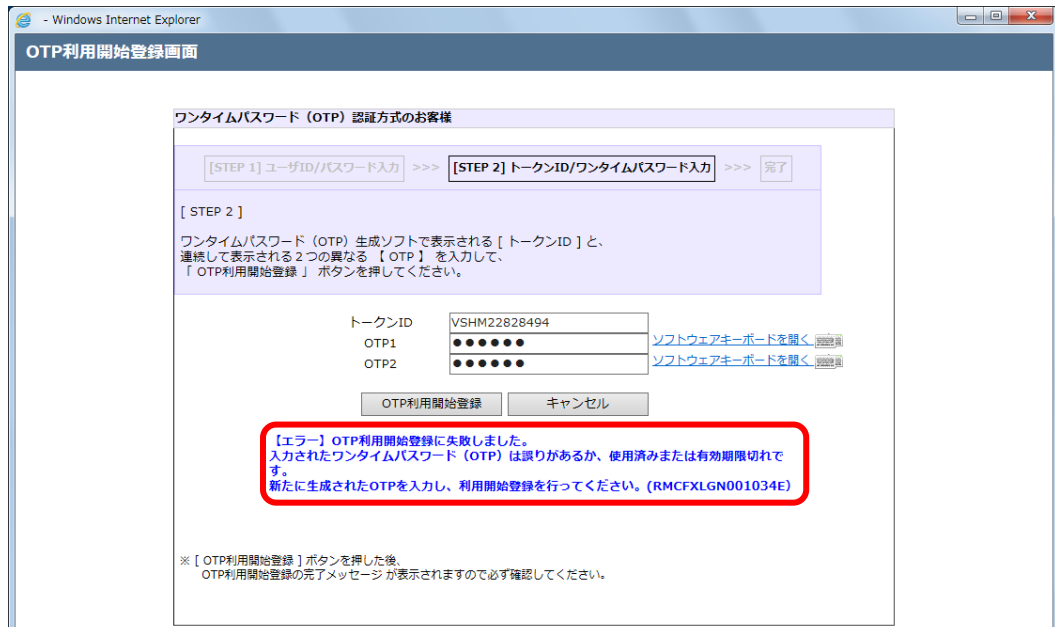 - Windows Internet Explorer
OTP利用開始登録画面
ワンタイムパスワード（OTP）認証方式のお客様
[STEP 1] ユーザID/パスワード入力 >>> [STEP 2] トークンID/ワンタイムパスワード入力 >>> 完了
[ STEP 2 ]
ワンタイムパスワード（OTP）生成ソフトで表示される [ トークンID ] と、
連続して表示される２つの異なる 【 OTP 】 を入力して、
「 OTP利用開始登録 」 ボタンを押してください。
トークンID VSHM22828494
OTP1 ●●●●●● ソフトウェアキーボードを開く
OTP2 ●●●●●● ソフトウェアキーボードを開く
OTP利用開始登録 キャンセル
【エラー】OTP利用開始登録に失敗しました。
入力されたワンタイムパスワード（OTP）は誤りがあるか、使用済みまたは有効期限切れで
す。
新たに生成されたOTPを入力し、利用開始登録を行ってください。(RMCFXLGN001034E）
※ [ OTP利用開始登録 ] ボタンを押した後、
OTP利用開始登録の完了メッセージ が表示されますので必ず確認してください。